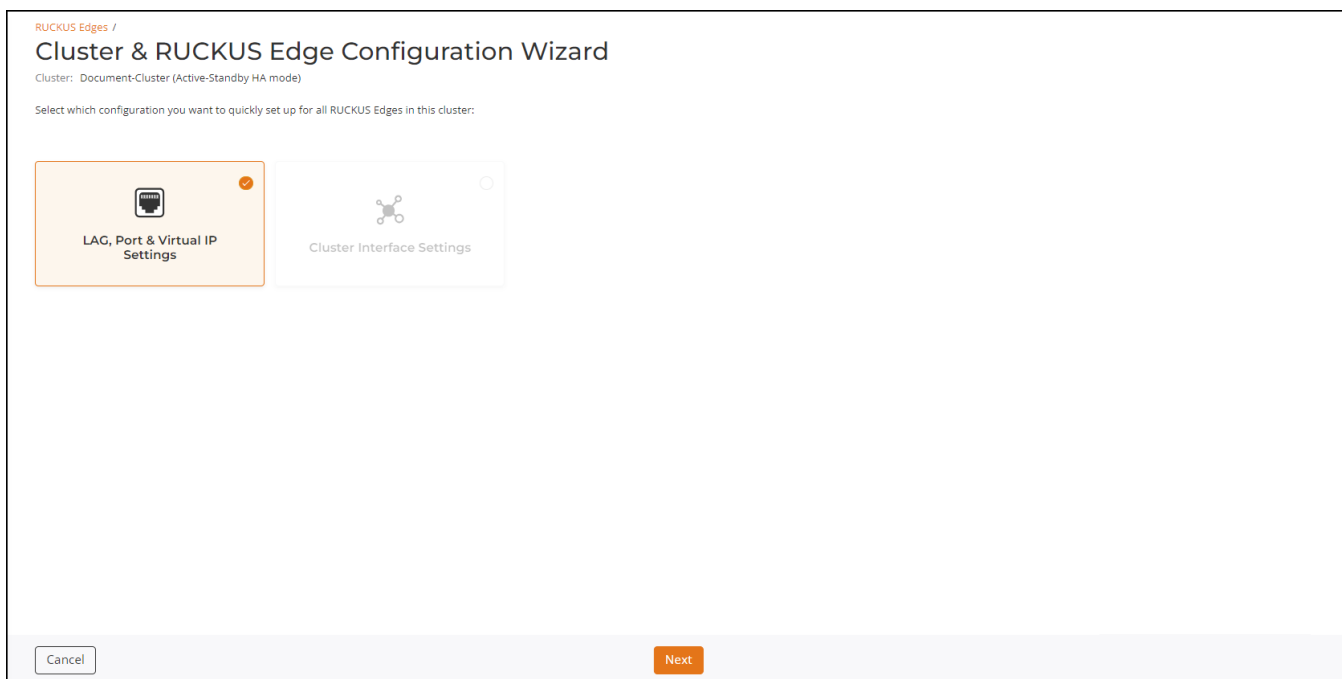 RUCKUS Edges /
Cluster & RUCKUS Edge Configuration Wizard
Cluster: Document-Cluster (Active-Standby HA mode)
Select which configuration you want to quickly set up for all RUCKUS Edges in this cluster:
LAG, Port & Virtual IP
Settings
Cluster Interface Settings
Cancel
Next